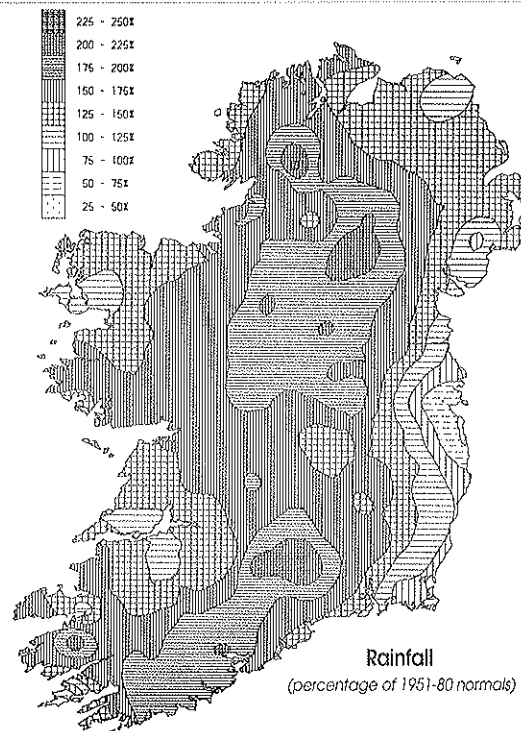 225 - 250%
200 - 225%
175 - 200%
150 - 175%
125 - 150%
100 - 125%
75 - 100%
50 - 75%
25 - 50%
Rainfall
(percentage of 1951-80 normals)